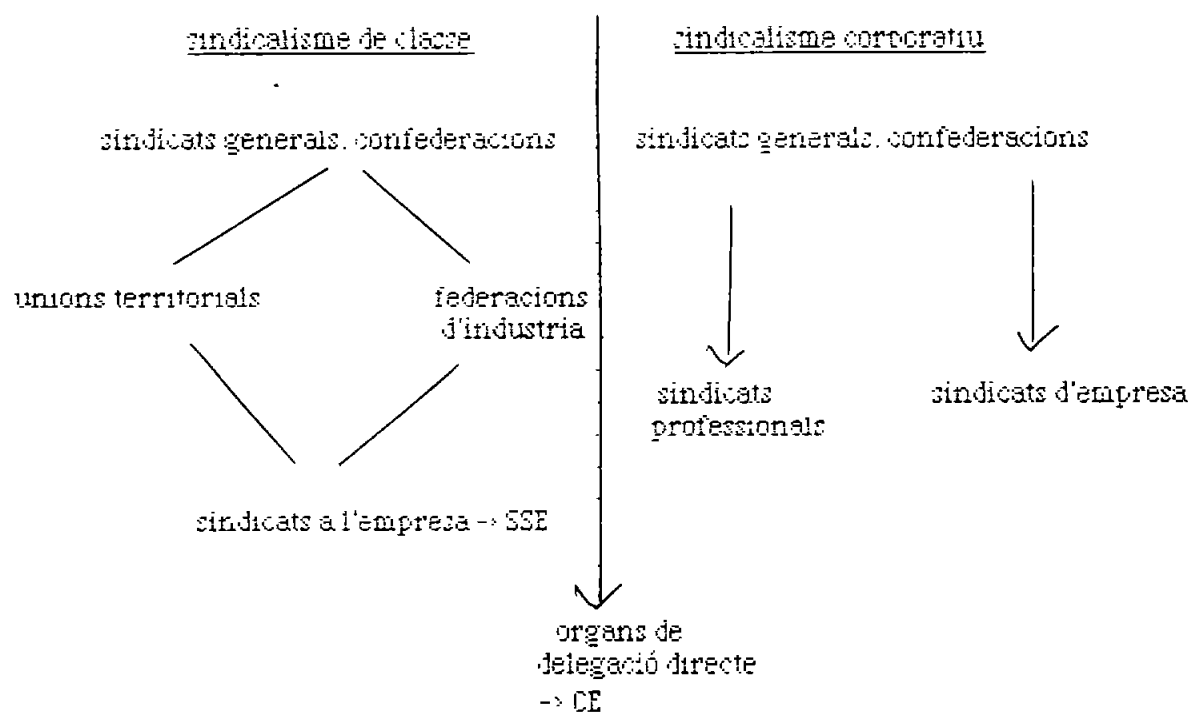 sindicalisme de classe
sindicalisme corporatiu
sindicats generals. confederacions
sindicats generals. confederacions
unions territorials
federacions
d'industria
sindicats
professionals
sindicats d'empresa
sindicats a l'empresa -> SSE
organs de
delegació directe
-> CE